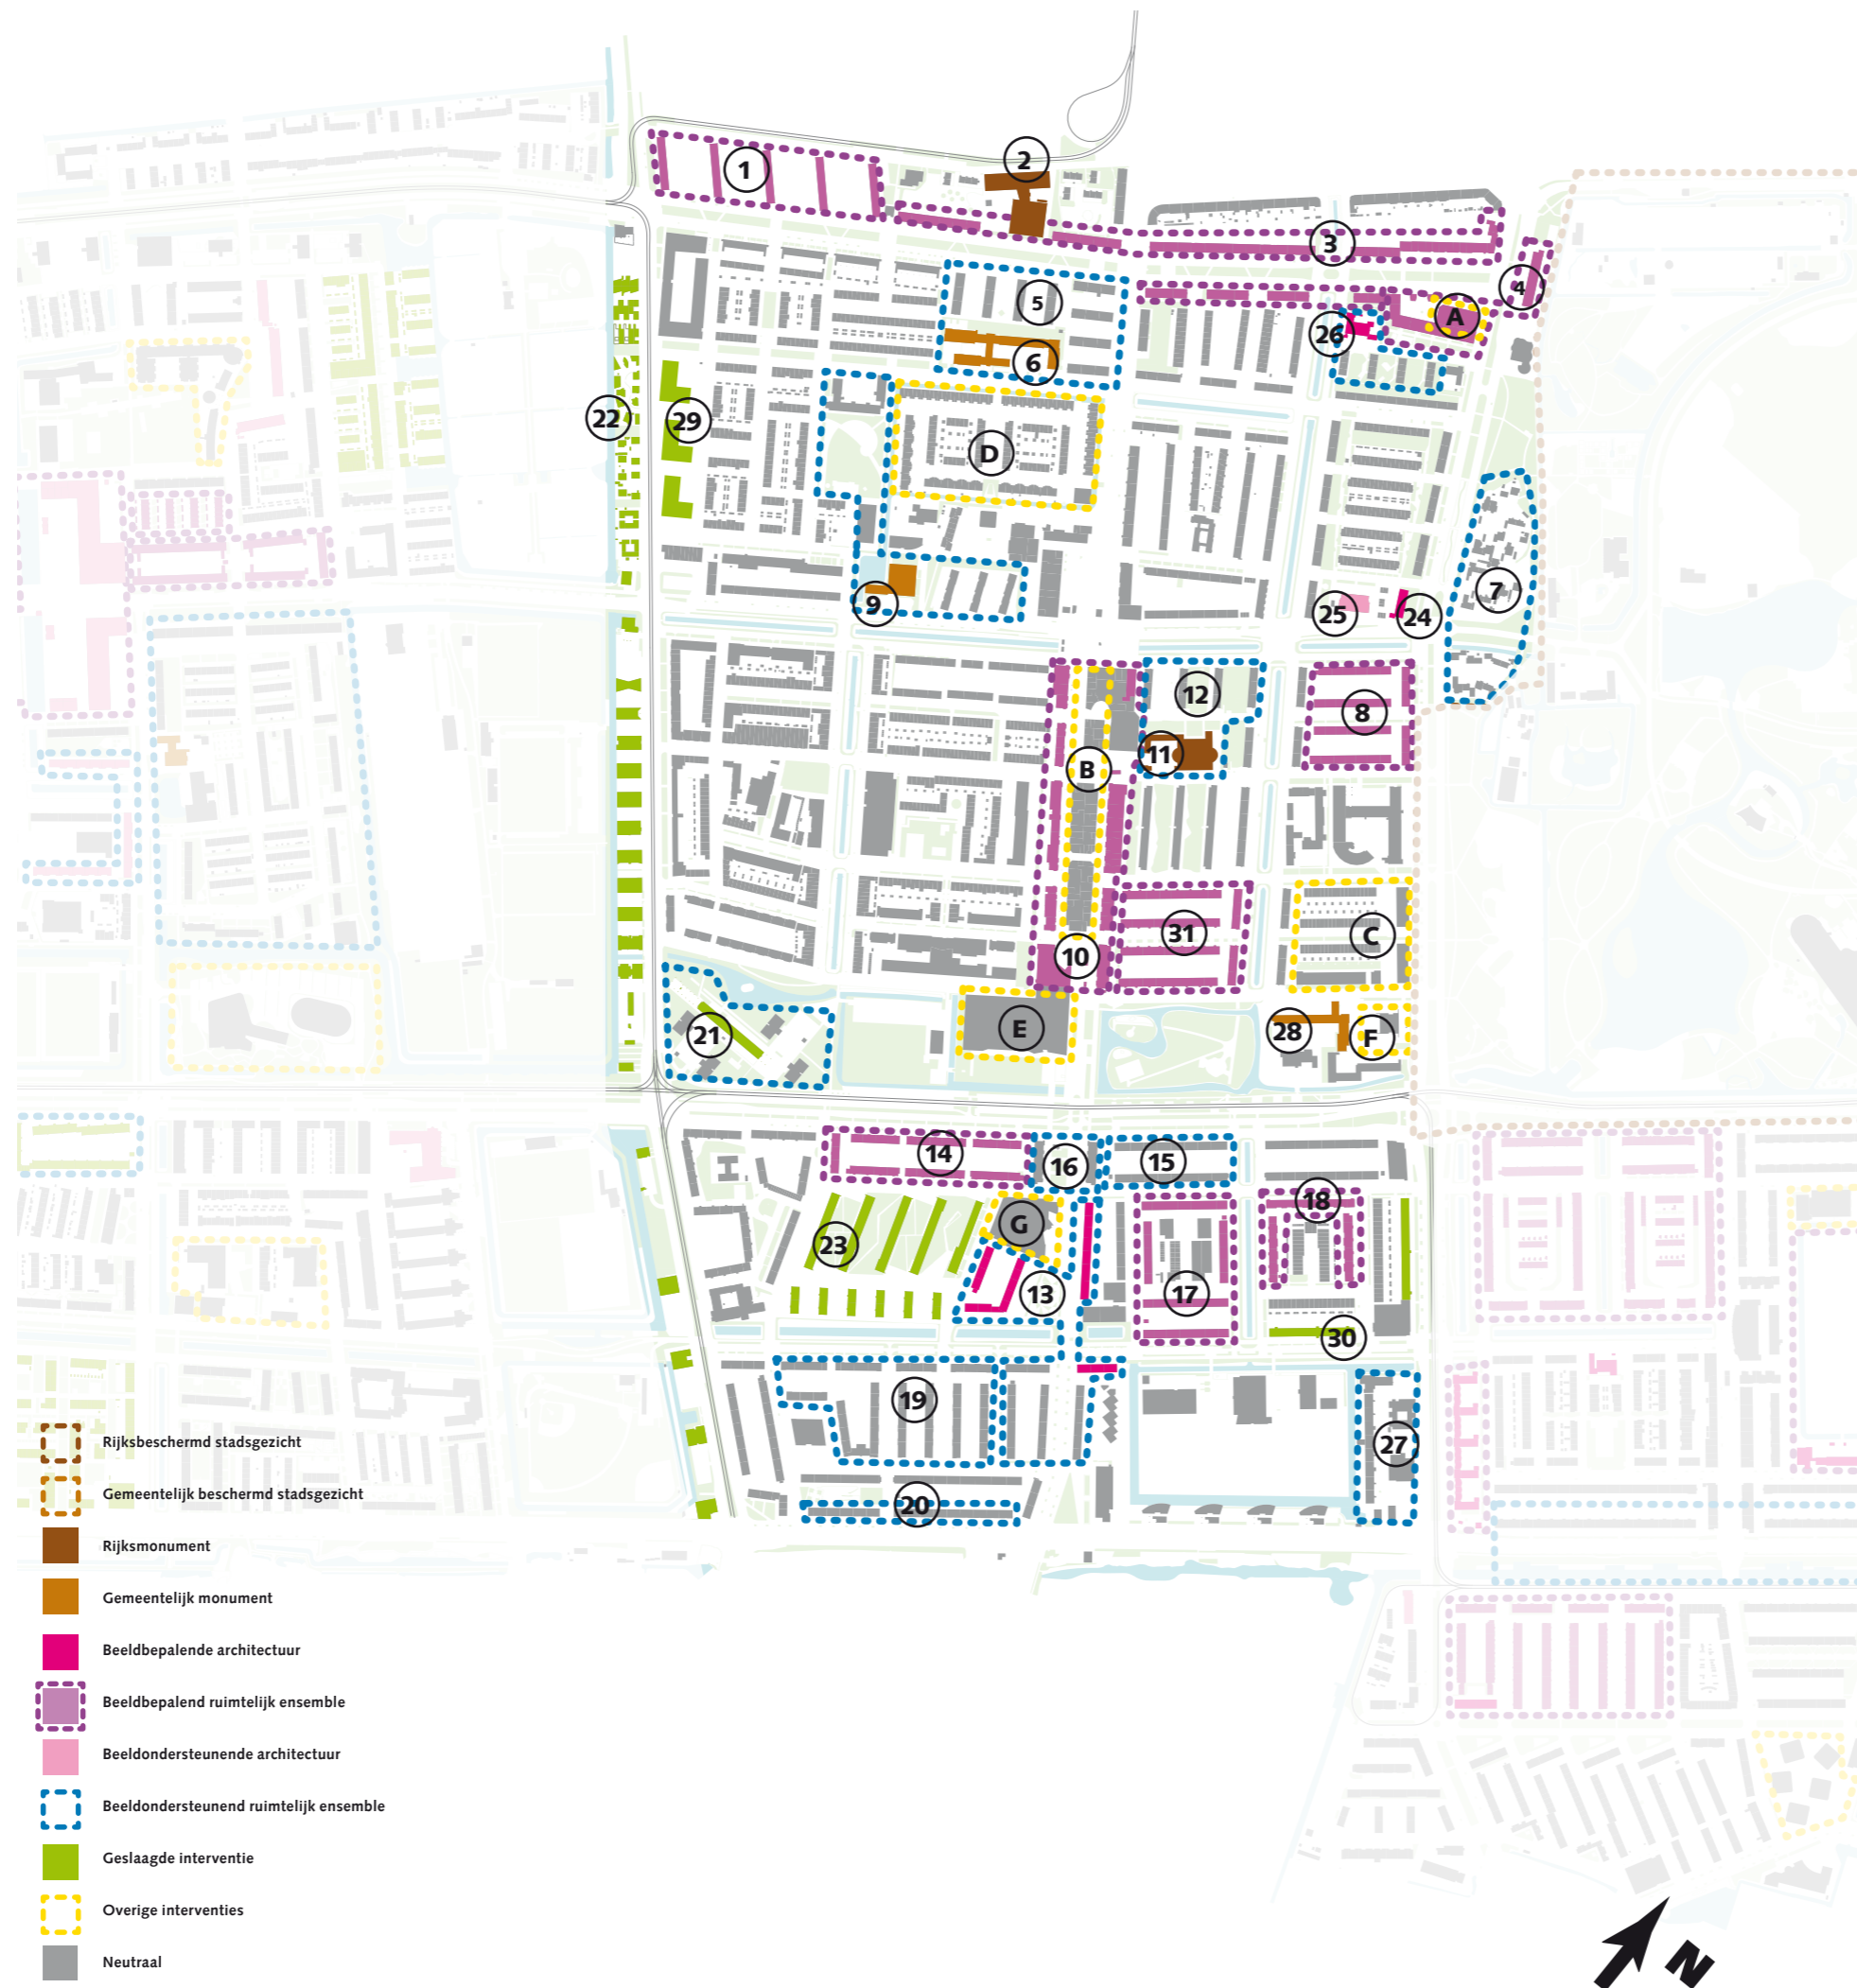 2
1
3
4
5
A
26
6
22
29
D
7
9
25
24
12
8
11
B
31
C
10
E
28
F
21
14
16
15
18
G
23
13
17
30
19
27
20
Rijksbeschermd stadsgezicht
Gemeentelijk beschermd stadsgezicht
Rijksmonument
Gemeentelijk monument
Beeldbepalende architectuur
Beeldbepalend ruimtelijk ensemble
Beeldondersteunende architectuur
Beeldondersteunend ruimtelijk ensemble
Geslaagde interventie
Overige interventies
Neutraal
N